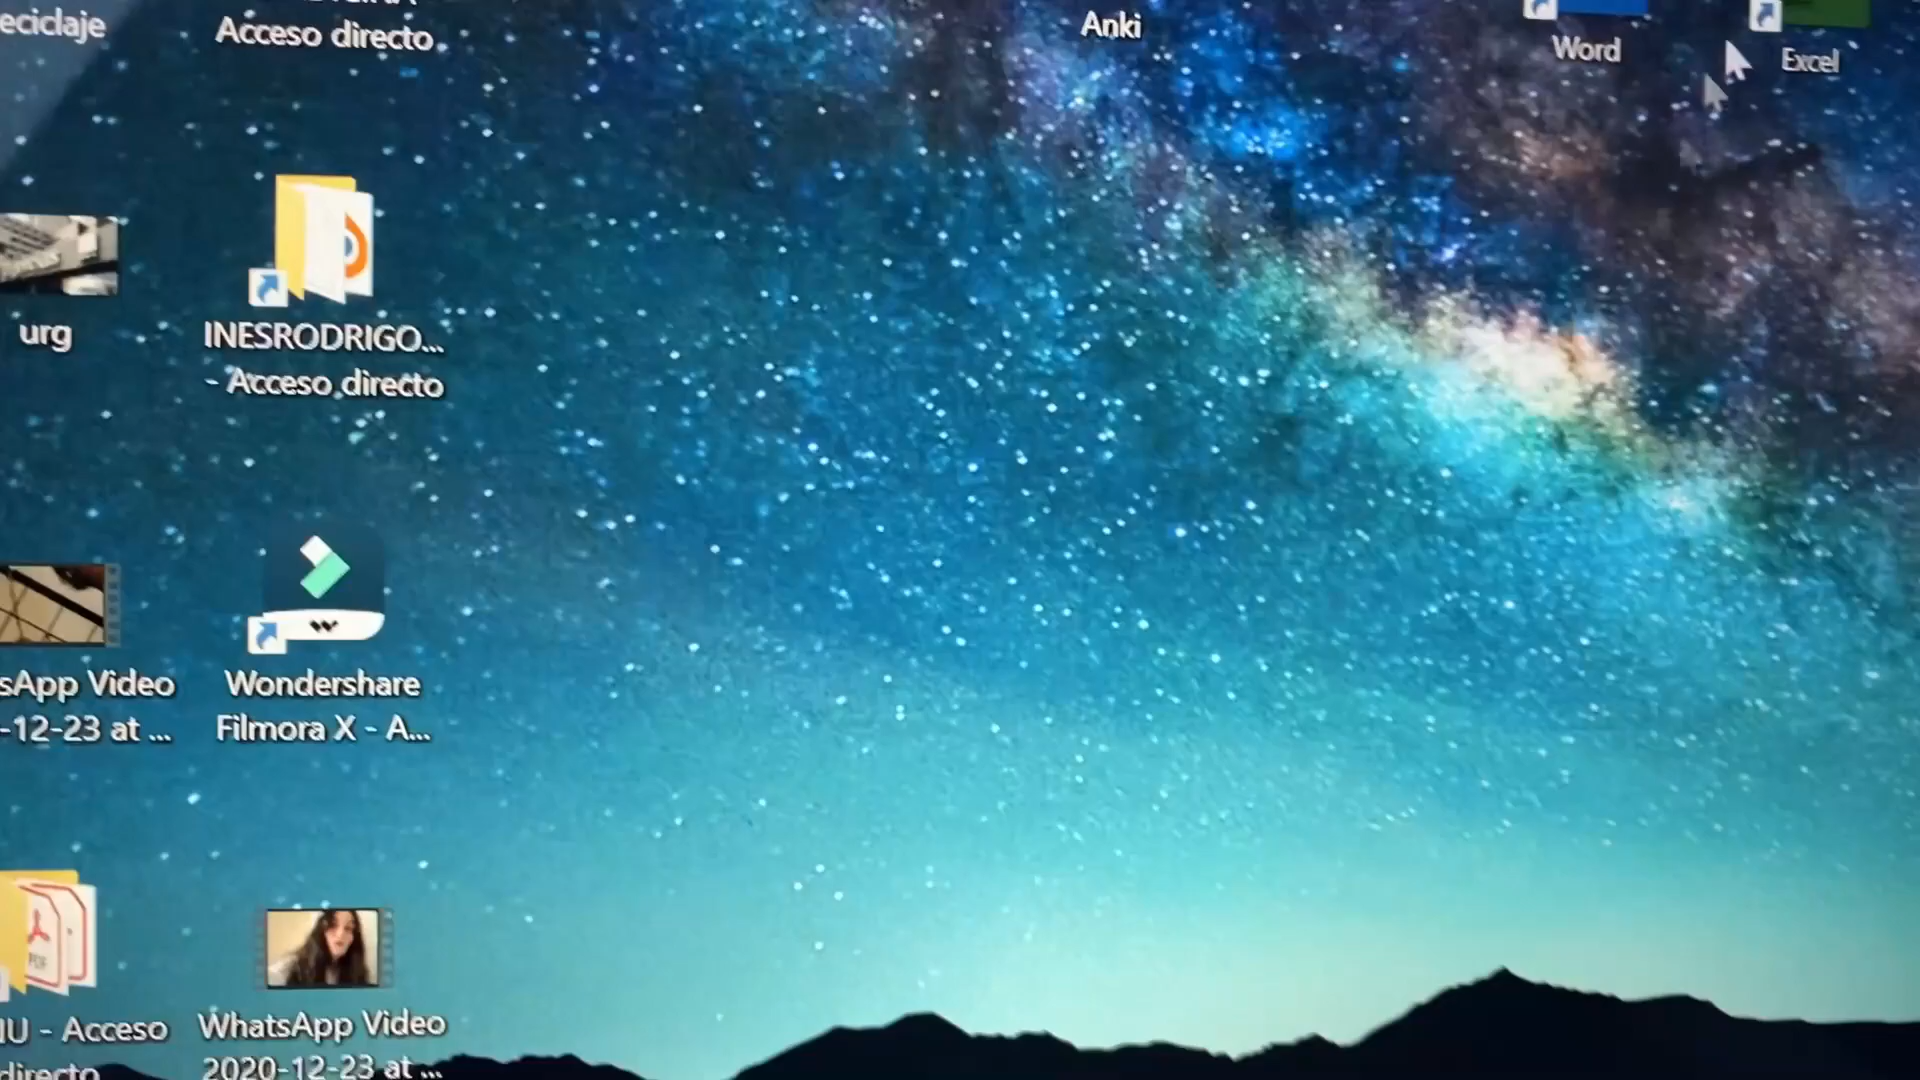 eciclaje
Acceso directo
Anki
Word
Excel
urg
INESRODRIGO...
- Acceso directo
sApp Video
-12-23 at ...
Wondershare
Filmora X - A...
PDF
IU - Acceso
directo
WhatsApp Video
2020-12-23 at ...